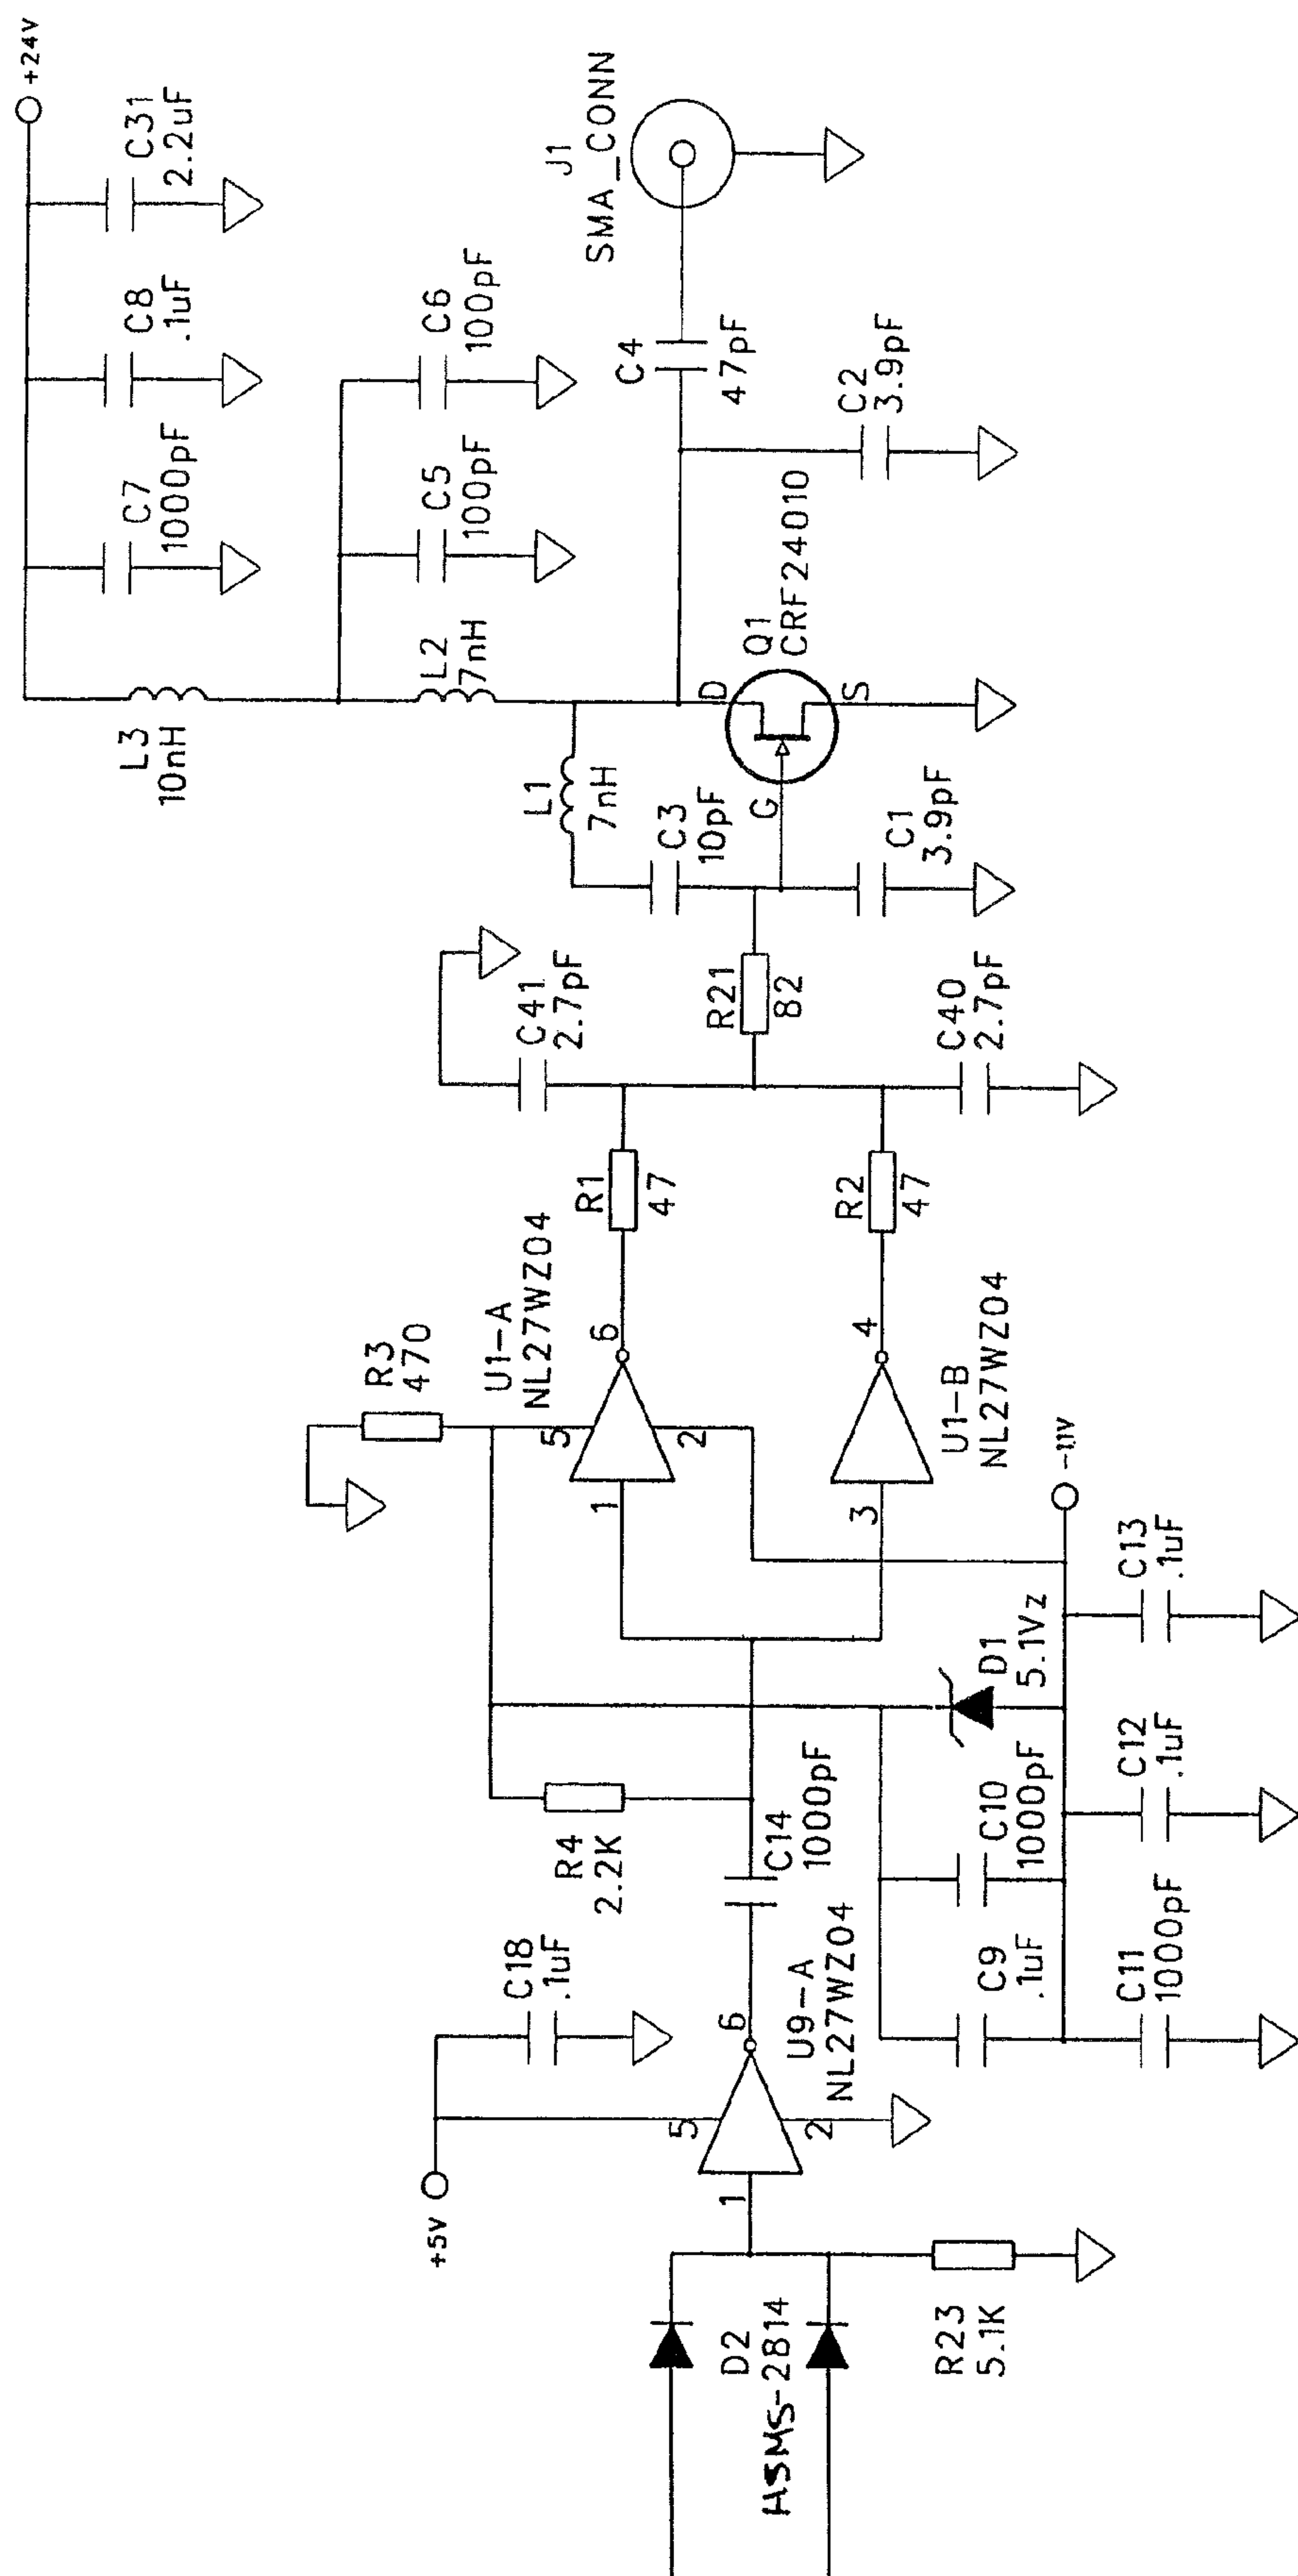 +24V
C31
2.2uF
C8
.1uF
C7
1000pF
L3
10nH
C6
100pF
C5
100pF
L2
7nH
L1
7nH
J1
SMA_CONN
C4
47pF
C2
3.9pF
Q1
CRF24010
D
S
G
C3
10pF
C1
3.9pF
R21
82
C41
2.7pF
C40
2.7pF
R1
47
R2
47
R3
470
U1-A
NL27WZ04
5
6
2
1
U1-B
NL27WZ04
4
3
-11V
C13
.1uF
D1
5.1Vz
C12
.1uF
C10
1000pF
C9
.1uF
C11
1000pF
R4
2.2K
C14
1000pF
C18
.1uF
U9-A
NL27WZ04
6
5
2
1
+5V
D2
HSMS-2814
R23
5.1K